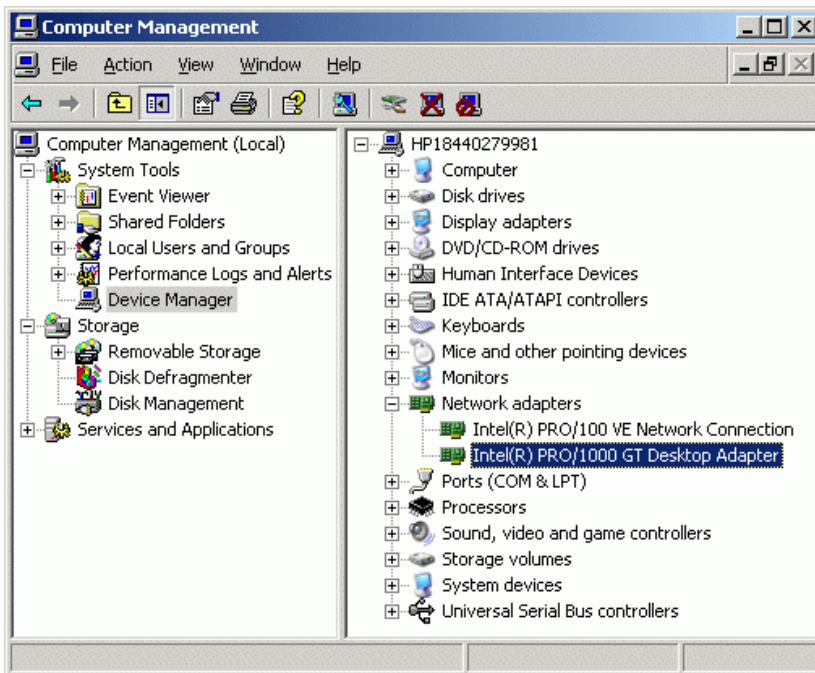 Computer Management
File Action View Window Help
Computer Management (Local)
System Tools
Event Viewer
Shared Folders
Local Users and Groups
Performance Logs and Alerts
Device Manager
Storage
Removable Storage
Disk Defragmenter
Disk Management
Services and Applications
HP18440279981
Computer
Disk drives
Display adapters
DVD/CD-ROM drives
Human Interface Devices
IDE ATA/ATAPI controllers
Keyboards
Mice and other pointing devices
Monitors
Network adapters
Intel(R) PRO/100 VE Network Connection
Intel(R) PRO/1000 GT Desktop Adapter
Ports (COM & LPT)
Processors
Sound, video and game controllers
Storage volumes
System devices
Universal Serial Bus controllers